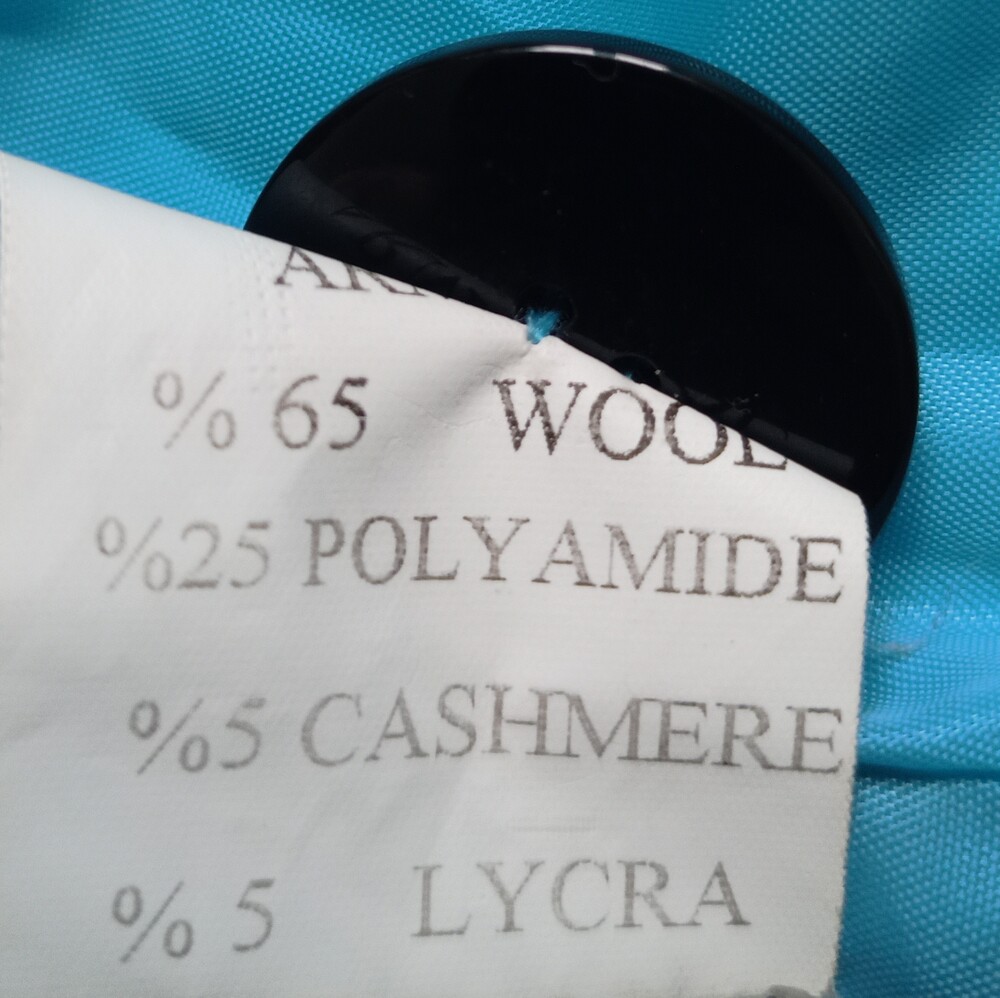 % 65 WOOL
%25 POLYAMIDE
%5 CASHMERE
% 5 LYCRA